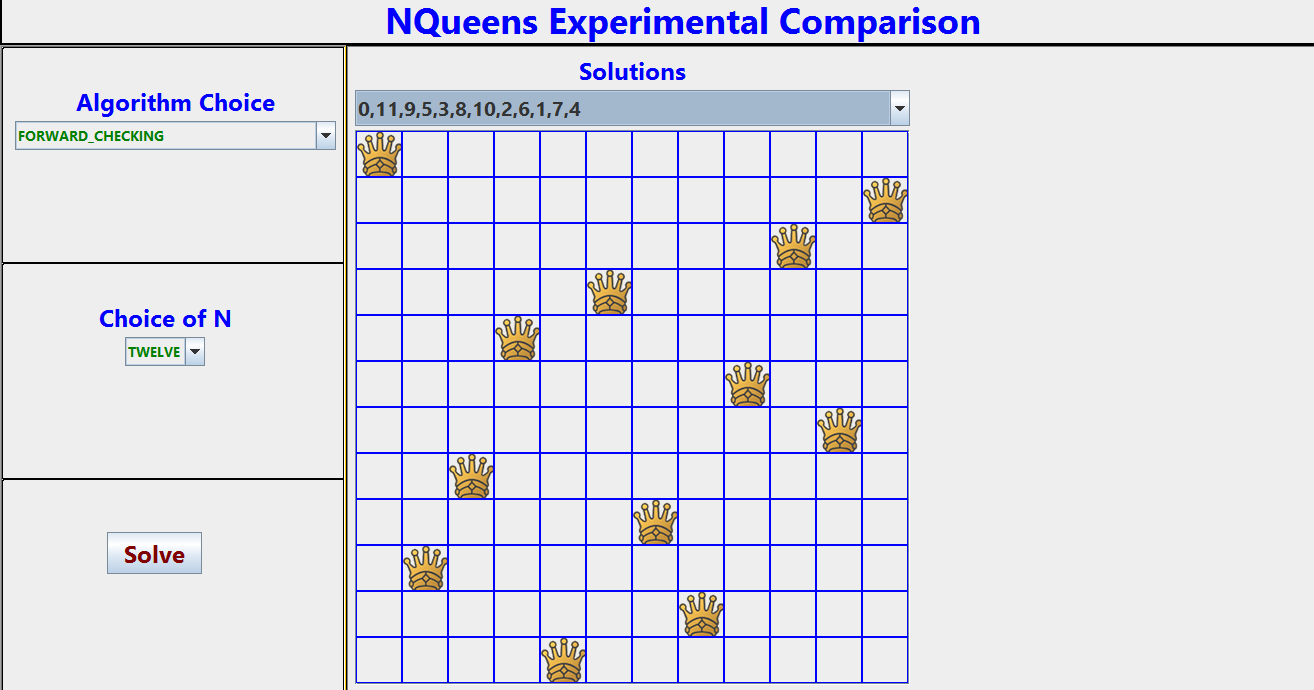 NQueens Experimental Comparison
Algorithm Choice
FORWARD_CHECKING
Choice of N
TWELVE
Solve
Solutions
0,11,9,5,3,8,10,2,6,1,7,4